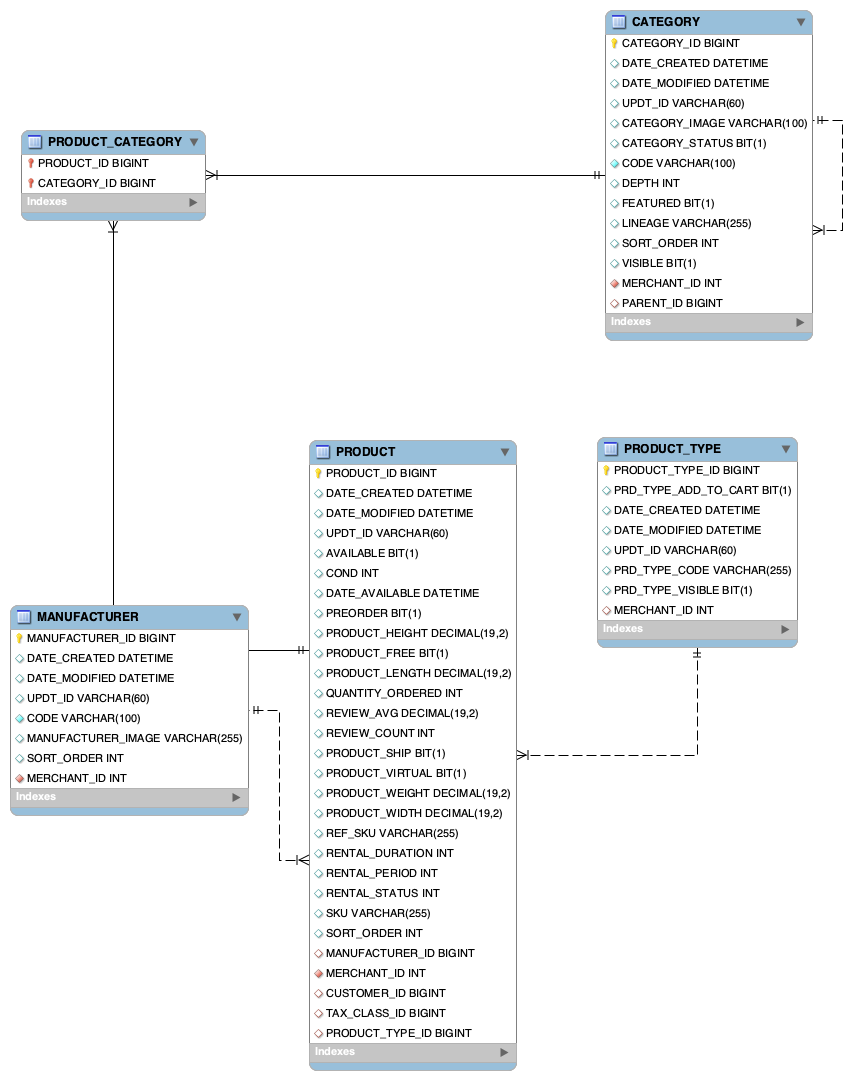 CATEGORY
CATEGORY_ID BIGINT
DATE_CREATED DATETIME
DATE_MODIFIED DATETIME
UPDT_ID VARCHAR(60)
CATEGORY_IMAGE VARCHAR(100)
CATEGORY_STATUS BIT(1)
CODE VARCHAR(100)
DEPTH INT
FEATURED BIT(1)
LINEAGE VARCHAR(255)
SORT_ORDER INT
VISIBLE BIT(1)
MERCHANT_ID INT
PARENT_ID BIGINT
Indexes
PRODUCT_CATEGORY
PRODUCT_ID BIGINT
CATEGORY_ID BIGINT
Indexes
PRODUCT
PRODUCT_ID BIGINT
DATE_CREATED DATETIME
DATE_MODIFIED DATETIME
UPDT_ID VARCHAR(60)
AVAILABLE BIT(1)
COND INT
DATE_AVAILABLE DATETIME
PREORDER BIT(1)
PRODUCT_HEIGHT DECIMAL(19,2)
PRODUCT_FREE BIT(1)
PRODUCT_LENGTH DECIMAL(19,2)
QUANTITY_ORDERED INT
REVIEW_AVG DECIMAL(19,2)
REVIEW_COUNT INT
PRODUCT_SHIP BIT(1)
PRODUCT_VIRTUAL BIT(1)
PRODUCT_WEIGHT DECIMAL(19,2)
PRODUCT_WIDTH DECIMAL(19,2)
REF_SKU VARCHAR(255)
RENTAL_DURATION INT
RENTAL_PERIOD INT
RENTAL_STATUS INT
SKU VARCHAR(255)
SORT_ORDER INT
MANUFACTURER_ID BIGINT
MERCHANT_ID INT
CUSTOMER_ID BIGINT
TAX_CLASS_ID BIGINT
PRODUCT_TYPE_ID BIGINT
Indexes
PRODUCT_TYPE
PRODUCT_TYPE_ID BIGINT
PRD_TYPE_ADD_TO_CART BIT(1)
DATE_CREATED DATETIME
DATE_MODIFIED DATETIME
UPDT_ID VARCHAR(60)
PRD_TYPE_CODE VARCHAR(255)
PRD_TYPE_VISIBLE BIT(1)
MERCHANT_ID INT
Indexes
MANUFACTURER
MANUFACTURER_ID BIGINT
DATE_CREATED DATETIME
DATE_MODIFIED DATETIME
UPDT_ID VARCHAR(60)
CODE VARCHAR(100)
MANUFACTURER_IMAGE VARCHAR(255)
SORT_ORDER INT
MERCHANT_ID INT
Indexes